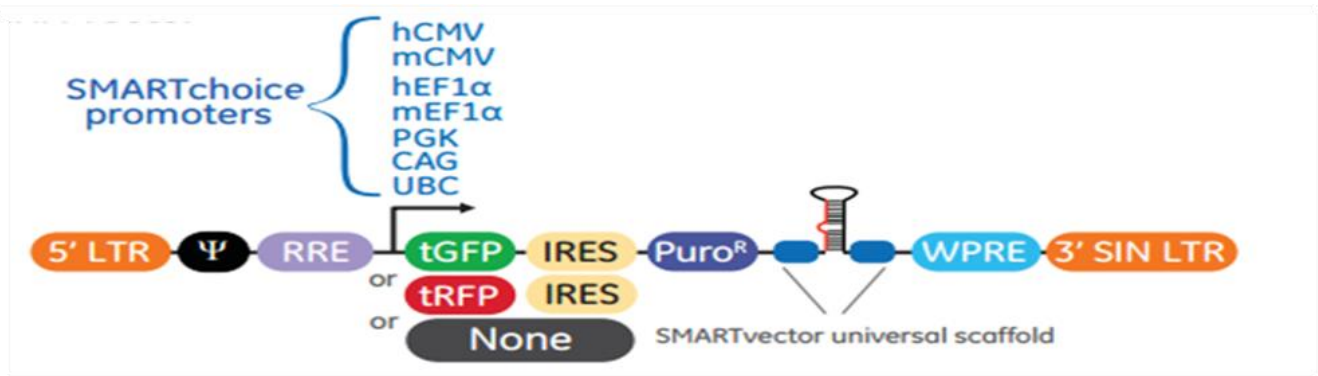 hCMV
mCMV
SMARTchoice
promoters
hEF1α
mEF1α
PGK
CAG
UBC
5′ LTR Ψ RRE tGFP IRES Puroᴿ WPRE 3′ SIN LTR
or
tRFP IRES
or
None
SMARTvector universal scaffold